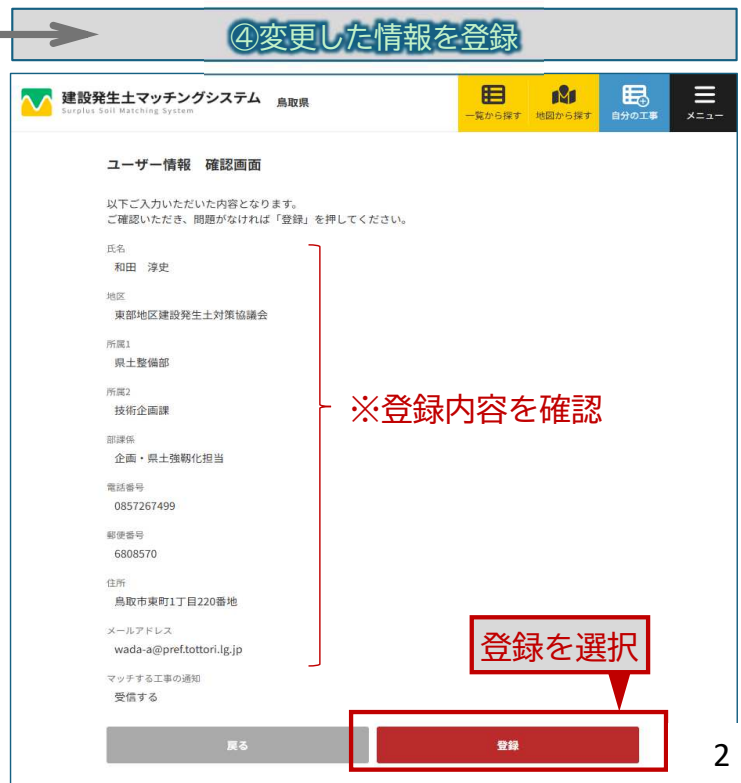 ④変更した情報を登録
建設発生土マッチングシステム 鳥取県
Surplus Soil Matching System
一覧から探す
地図から探す
自分の工事
メニュー
ユーザー情報 確認画面
以下ご入力いただいた内容となります。
ご確認いただき、問題がなければ「登録」を押してください。
氏名
和田 淳史
地区
東部地区建設発生土対策協議会
所属1
県土整備部
所属2
技術企画課
部課係
企画・県土強靱化担当
※登録内容を確認
電話番号
0857267499
郵便番号
6808570
住所
鳥取市東町1丁目220番地
メールアドレス
wada-a@pref.tottori.lg.jp
登録を選択
マッチする工事の通知
受信する
戻る
登録
2